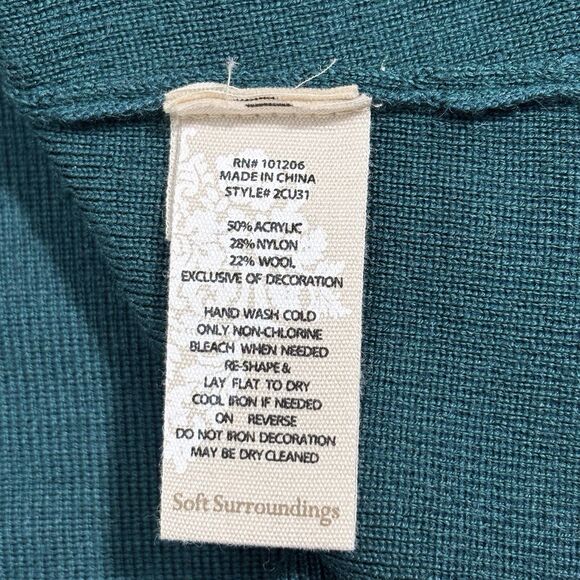 RN# 101206
MADE IN CHINA
STYLE# 2CU31
50% ACRYLIC
28% NYLON
22% WOOL
EXCLUSIVE OF DECORATION
HAND WASH COLD
ONLY NON-CHLORINE
BLEACH WHEN NEEDED
RE-SHAPE &
LAY FLAT TO DRY
COOL IRON IF NEEDED
ON REVERSE
DO NOT IRON DECORATION
MAY BE DRY CLEANED
Soft Surroundings